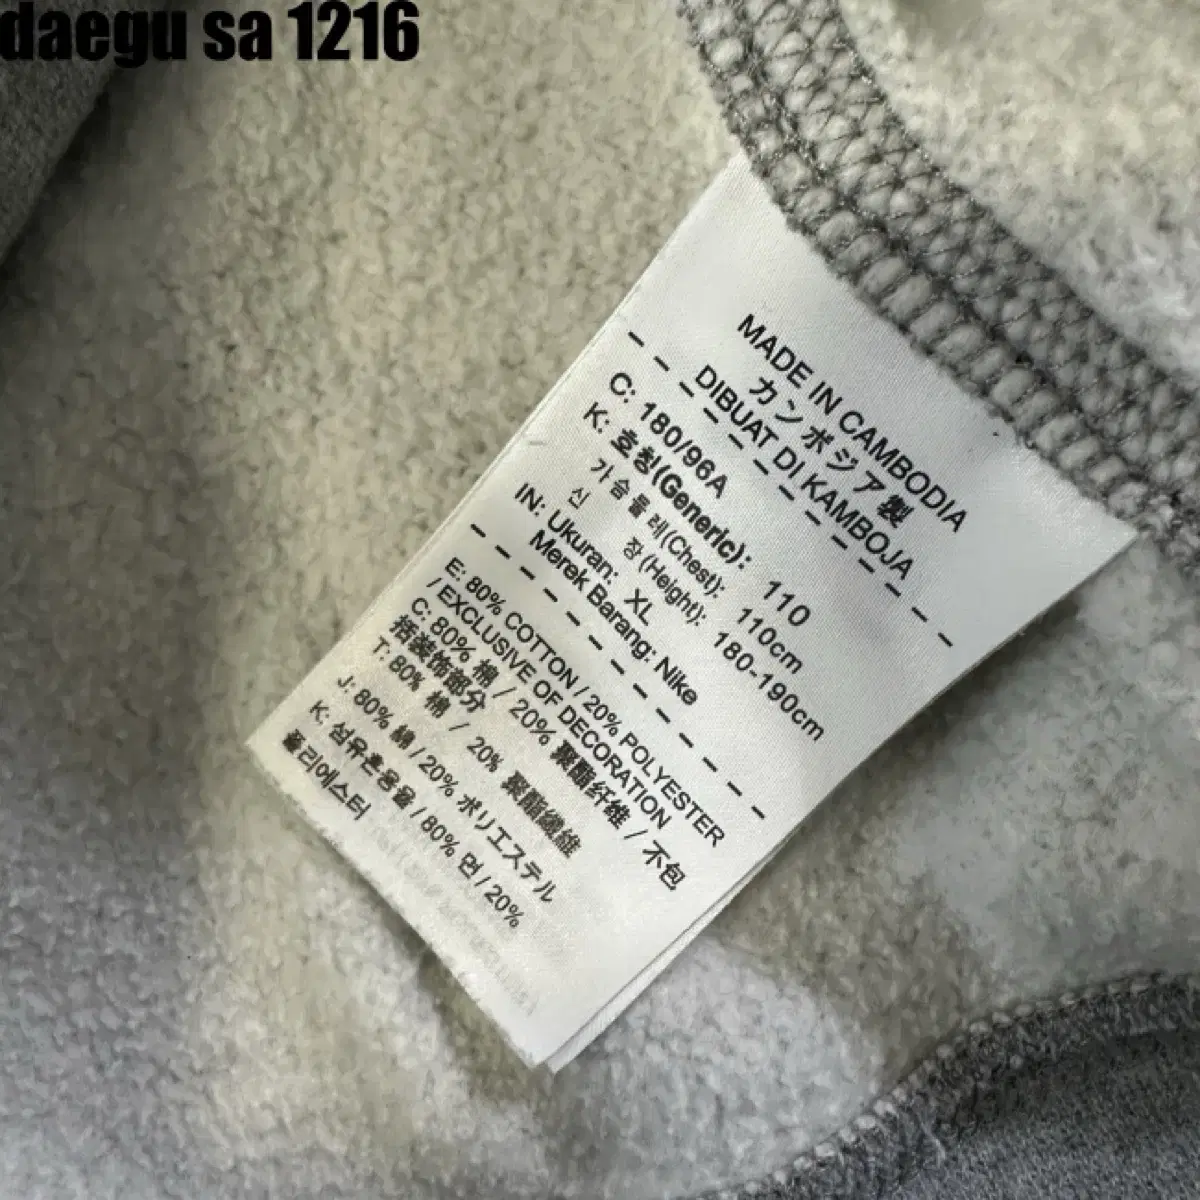 daegu sa 1216
MADE IN CAMBODIA
カンボジア製
DIBUAT DI KAMBOJA
C: 180/96A
K: 호칭(Generic): 110
가슴둘레(Chest): 110cm
신 장(Height): 180-190cm
IN: Ukuran: XL
Merek Barang: Nike
E: 80% COTTON / 20% POLYESTER
/ EXCLUSIVE OF DECORATION
C: 80% 棉 / 20% 聚酯纤维 / 不包
括装饰部分
T: 80% 棉 / 20% 聚酯纖維
J: 80% 綿 / 20% ポリエステル
K: 섬유혼용율 / 80% 면 / 20%
폴리에스터